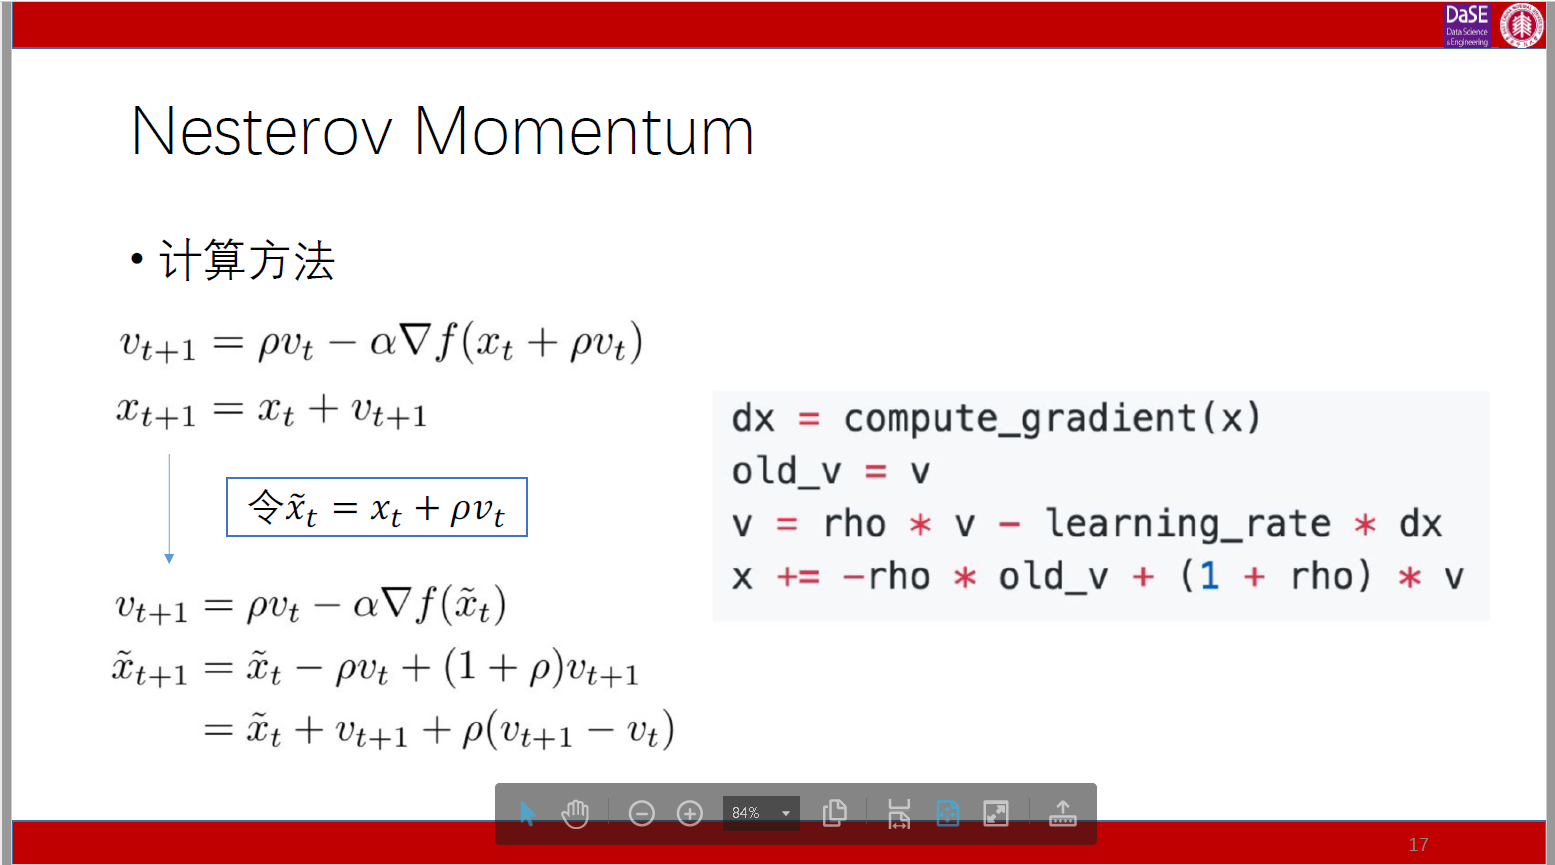 DaSE
Data Science
& Engineering
Nesterov Momentum
• 计算方法
v_{t+1} = ρv_t − α∇f(x_t + ρv_t)
x_{t+1} = x_t + v_{t+1}
令x̃_t = x_t + ρv_t
v_{t+1} = ρv_t − α∇f(x̃_t)
x̃_{t+1} = x̃_t − ρv_t + (1 + ρ)v_{t+1}
= x̃_t + v_{t+1} + ρ(v_{t+1} − v_t)
dx = compute_gradient(x)
old_v = v
v = rho * v − learning_rate * dx
x += −rho * old_v + (1 + rho) * v
84%
17